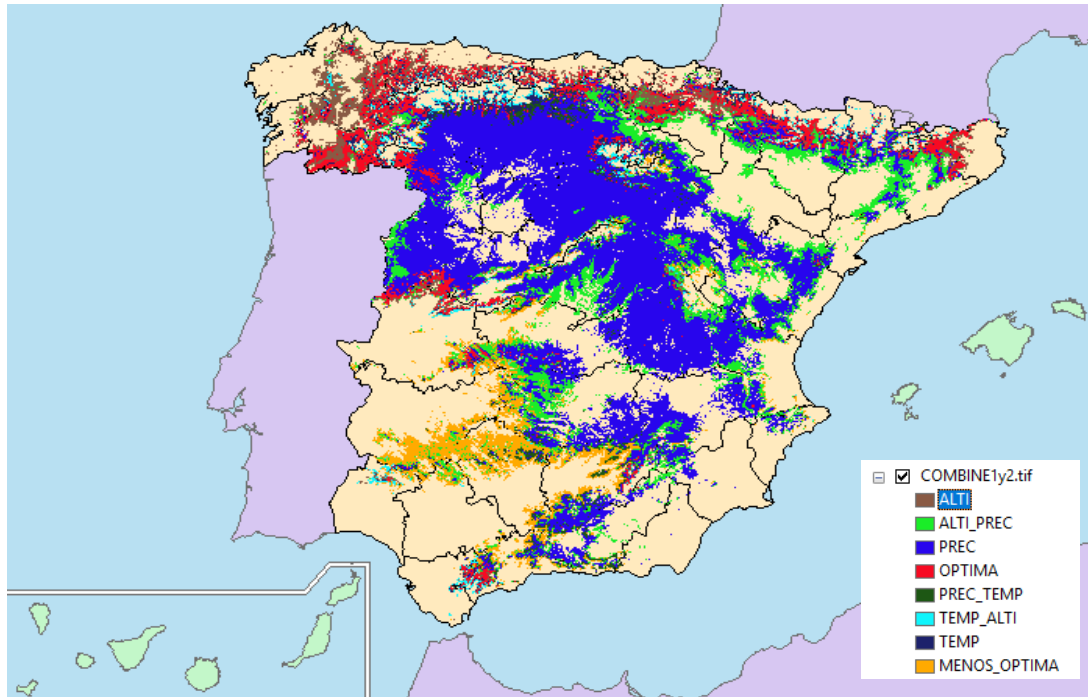 COMBINE1y2.tif
ALTI
ALTI_PREC
PREC
OPTIMA
PREC_TEMP
TEMP_ALTI
TEMP
MENOS_OPTIMA